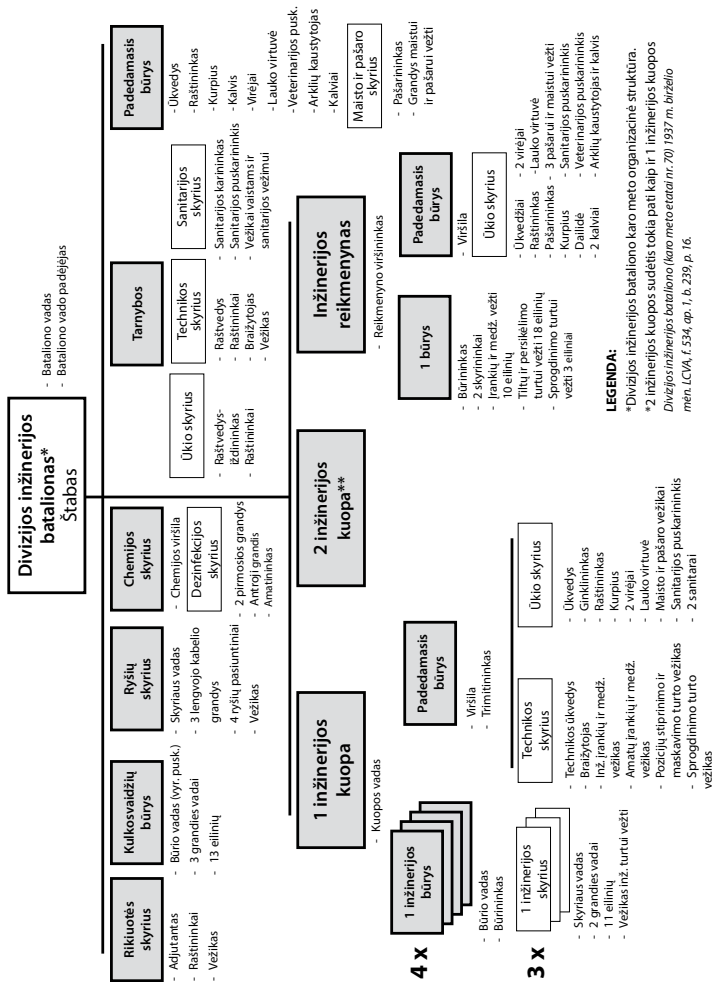 Divizijos inžinerijos
batalionas*
Štabas
- Bataliono vadas
- Bataliono vado padėjėjas
Rikiuotės
skyrius
- Adjutantas
- Raštininkai
- Vežikas
Kulkosvaidžių
būrys
- Būrio vadas (vyr. pusk.)
- 3 grandies vadai
- 13 eilinių
Ryšių
skyrius
- Skyriaus vadas
- 3 lengvojo kabelio
grandys
- 4 ryšių pasiuntiniai
- Vežikas
Chemijos
skyrius
- Chemijos viršila
Dezinfekcijos
skyrius
- 2 pirmosios grandys
- Antroji grandis
- Amatininkas
Tarnybos
Ūkio skyrius
- Raštvedys-
iždininkas
- Raštininkai
Technikos
skyrius
- Raštvedys
- Raštininkai
- Braižytojas
- Vežikas
Sanitarijos
skyrius
- Sanitarijos karininkas
- Sanitarijos puskarininkis
- Vežikai vaistams ir
sanitarijos vežimui
Padedamasis
būrys
- Ūkvedys
- Raštininkas
- Kurpius
- Kalvis
- Virėjai
- Lauko virtuvė
- Veterinarijos pusk.
- Arklių kaustytojas
- Kalviai
Maisto ir pašaro
skyrius
- Pašarininkas
- Grandys maistui
ir pašarui vežti
1 inžinerijos
kuopa
- Kuopos vadas
2 inžinerijos
kuopa**
Inžinerijos
reikmenynas
- Reikmenyno viršininkas
4 x
1 inžinerijos
būrys
- Būrio vadas
- Būrininkas
3 x
1 inžinerijos
skyrius
- Skyriaus vadas
- 2 grandies vadai
- 11 eilinių
- Vežikas inž. turtui vežti
Padedamasis
būrys
- Viršila
- Trimitininkas
Technikos
skyrius
- Technikos ūkvedys
- Braižytojas
- Inž. įrankių ir medž.
vežikas
- Amatų įrankių ir medž.
vežikas
- Pozicijų stiprinimo ir
maskavimo turto vežikas
- Sprogdinimo turto
vežikas
Ūkio skyrius
- Ūkvedys
- Ginklininkas
- Raštininkas
- Kurpius
- 2 virėjai
- Lauko virtuvė
- Maisto ir pašaro vežikai
- Sanitarijos puskarininkis
- 2 sanitarai
1 būrys
- Būrininkas
- 2 skyrininkai
- Įrankių ir medž. vežti
10 eilinių
- Tiltų ir persikėlimo
turtui vežti 18 eilinių
- Sprogdinimo turtui
vežti 3 eiliniai
Padedamasis
būrys
- Viršila
Ūkio skyrius
- Ūkvedžiai
- Raštininkas
- Pašarininkas
- Kurpius
- Dailidė
- 2 kalviai
- 2 virėjai
- Lauko virtuvė
- 3 pašarui ir maistui vežti
- Sanitarijos puskarininkis
- Veterinarijos puskarininkis
- Arklių kaustytojas ir kalvis
LEGENDA:
*Divizijos inžinerijos bataliono karo meto organizacinė struktūra.
*2 inžinerijos kuopos sudėtis tokia pati kaip ir 1 inžinerijos kuopos
Divizijos inžinerijos bataliono (karo meto etatai nr. 70) 1937 m. birželio
mėn. LCVA, f. 534, ap. 1, b. 239, p. 16.